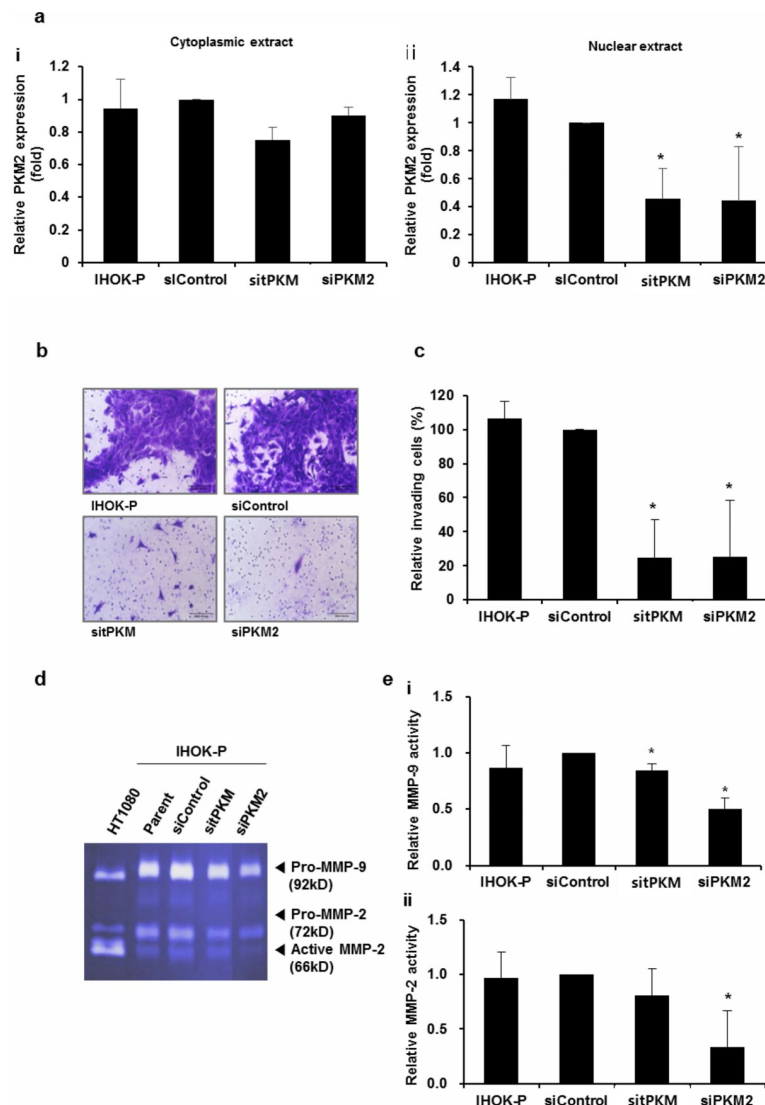 a
i
Cytoplasmic extract
Relative PKM2 expression
(fold)
1.2
1
0.8
0.6
0.4
0.2
0
IHOK-P
siControl
sitPKM
siPKM2
ii
Nuclear extract
Relative PKM2 expression
(fold)
1.4
1.2
1
0.8
0.6
0.4
0.2
0
*
*
IHOK-P
siControl
sitPKM
siPKM2
b
IHOK-P
siControl
sitPKM
siPKM2
c
Relative invading cells (%)
120
100
80
60
40
20
0
*
*
IHOK-P
siControl
sitPKM
siPKM2
d
IHOK-P
HT1080
Parent
siControl
sitPKM
siPKM2
Pro-MMP-9
(92kD)
Pro-MMP-2
(72kD)
Active MMP-2
(66kD)
e
i
Relative MMP-9 activity
1.5
1.0
0.5
0.0
*
*
IHOK-P
siControl
sitPKM
siPKM2
ii
Relative MMP-2 activity
1.5
1.0
0.5
0.0
*
IHOK-P
siControl
sitPKM
siPKM2